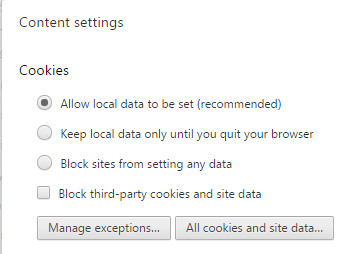 Content settings
Cookies
Allow local data to be set (recommended)
Keep local data only until you quit your browser
Block sites from setting any data
Block third-party cookies and site data
Manage exceptions...
All cookies and site data...